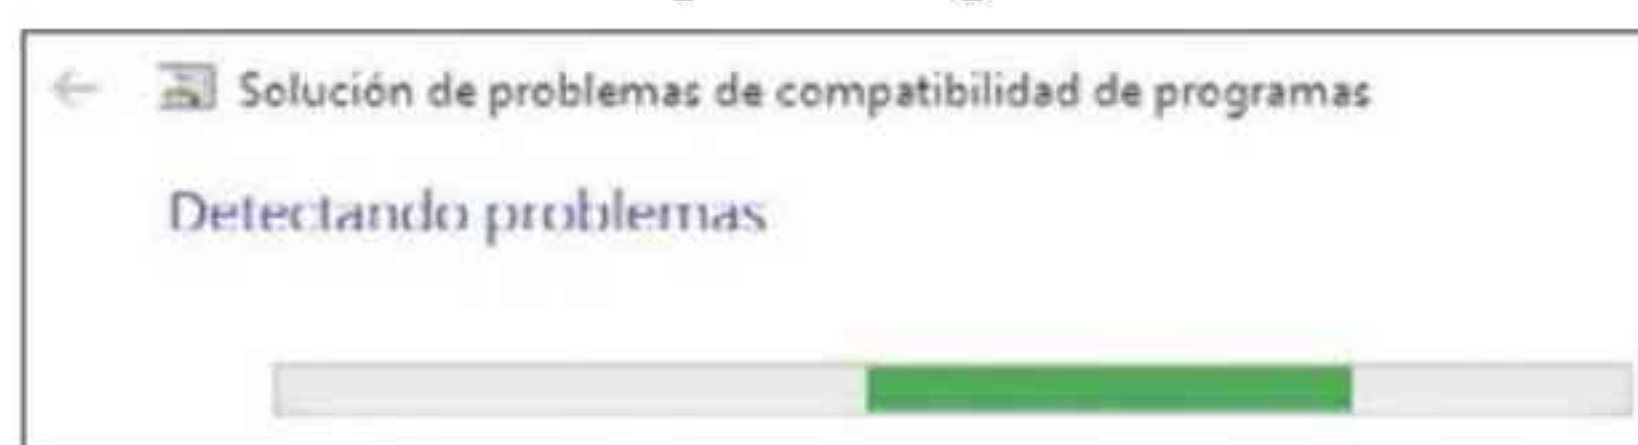 Solución de problemas de compatibilidad de programas
Detectando problemas